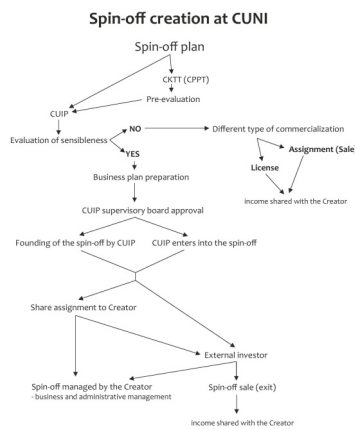 Spin-off creation at CUNI
Spin-off plan
CKTT (CPPT)
Pre-evaluation
CUIP
Evaluation of sensibleness
NO
Different type of commercialization
YES
Assignment (Sale)
License
Business plan preparation
income shared with the Creator
CUIP supervisory board approval
Founding of the spin-off by CUIP
CUIP enters into the spin-off
Share assignment to Creator
External investor
Spin-off managed by the Creator
- business and administrative management
Spin-off sale (exit)
income shared with the Creator